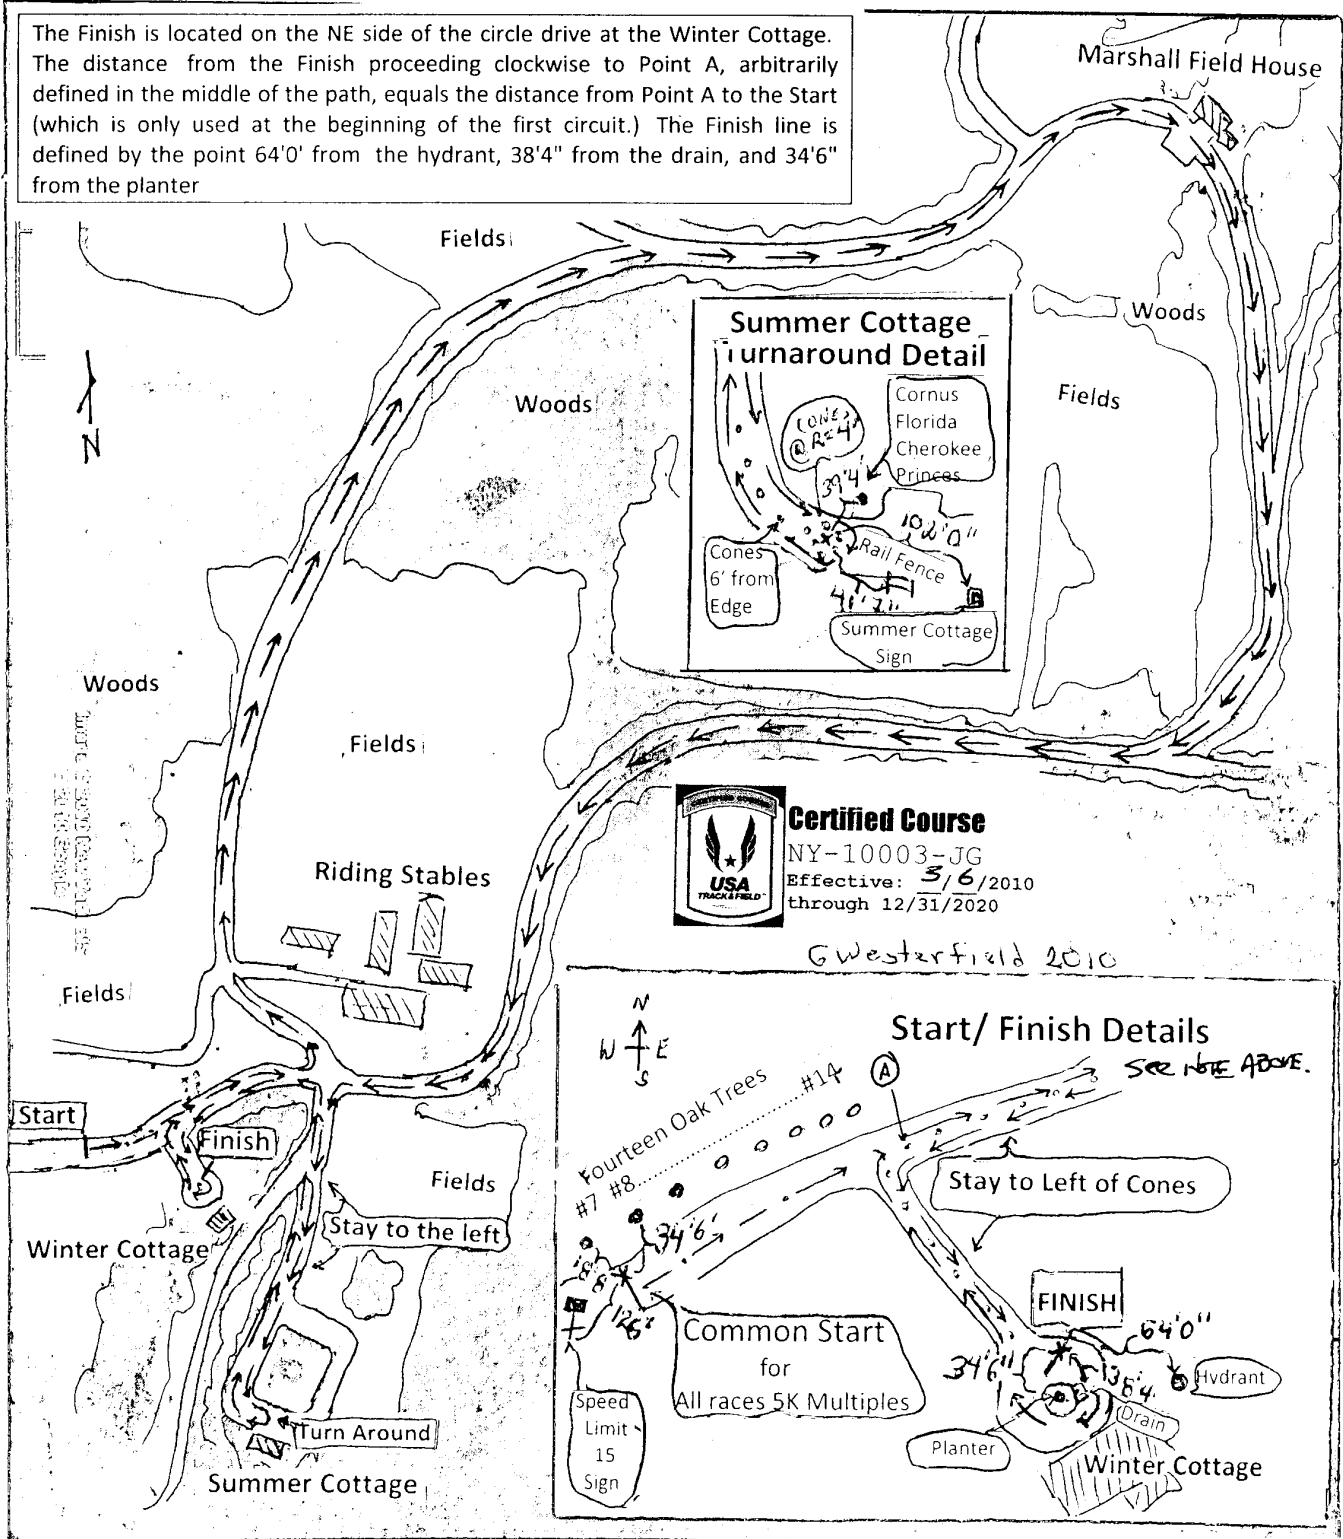 The Finish is located on the NE side of the circle drive at the Winter Cottage.
The distance from the Finish proceeding clockwise to Point A, arbitrarily
defined in the middle of the path, equals the distance from Point A to the Start
(which is only used at the beginning of the first circuit.) The Finish line is
defined by the point 64'0' from the hydrant, 38'4" from the drain, and 34'6"
from the planter
Marshall Field House
Fields
Woods
Summer Cottage
Turnaround Detail
Cornus
Florida
Cherokee
Princes
CONES
@ R=4'
39'4'
102'0"
Rail Fence
Cones
6' from
Edge
Summer Cottage
Sign
Woods
Fields
N
Woods
Fields
Riding Stables
Fields
CERTIFIED COURSE
USA
TRACK & FIELD
Certified Course
NY-10003-JG
Effective: 3/6/2010
through 12/31/2020
GWesterfield 2010
Start
Finish
Fields
Stay to the left
Winter Cottage
Turn Around
Summer Cottage
N
W E
S
Start/ Finish Details
SEE NOTE ABOVE.
A
Fourteen Oak Trees
#7 #8..................#14
Stay to Left of Cones
34'6'
Common Start
for
All races 5K Multiples
Speed
Limit
15
Sign
FINISH
64'0"
Hydrant
34'6"
Drain
Planter
Winter Cottage